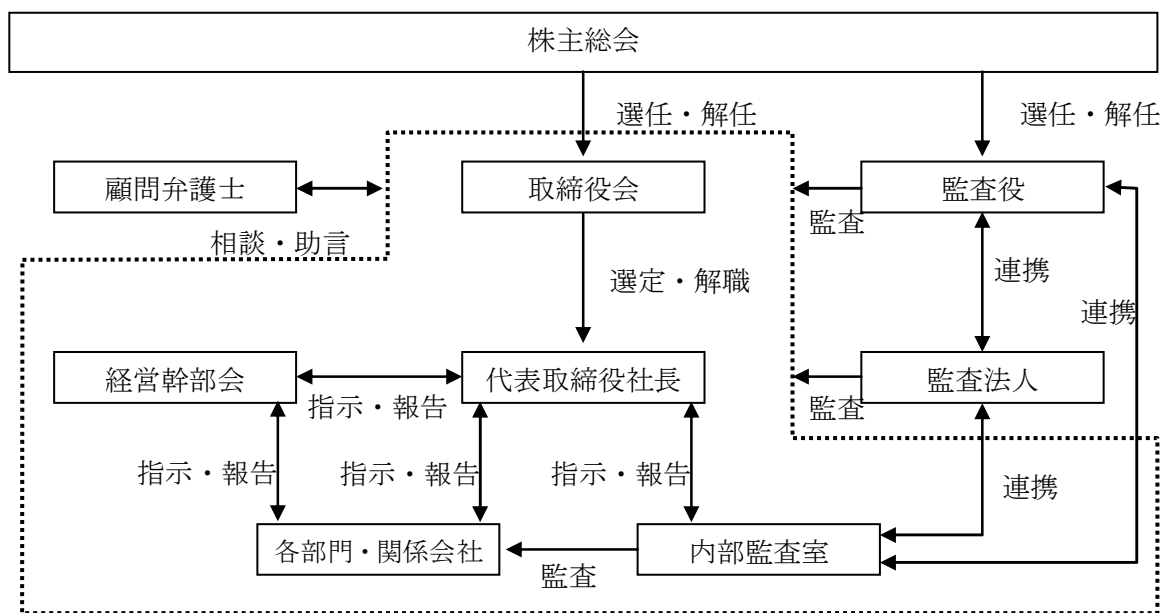 株主総会
選任・解任
選任・解任
顧問弁護士
取締役会
監査役
監査
相談・助言
選定・解職
連携
連携
経営幹部会
代表取締役社長
監査法人
指示・報告
監査
指示・報告
指示・報告
指示・報告
連携
各部門・関係会社
内部監査室
監査